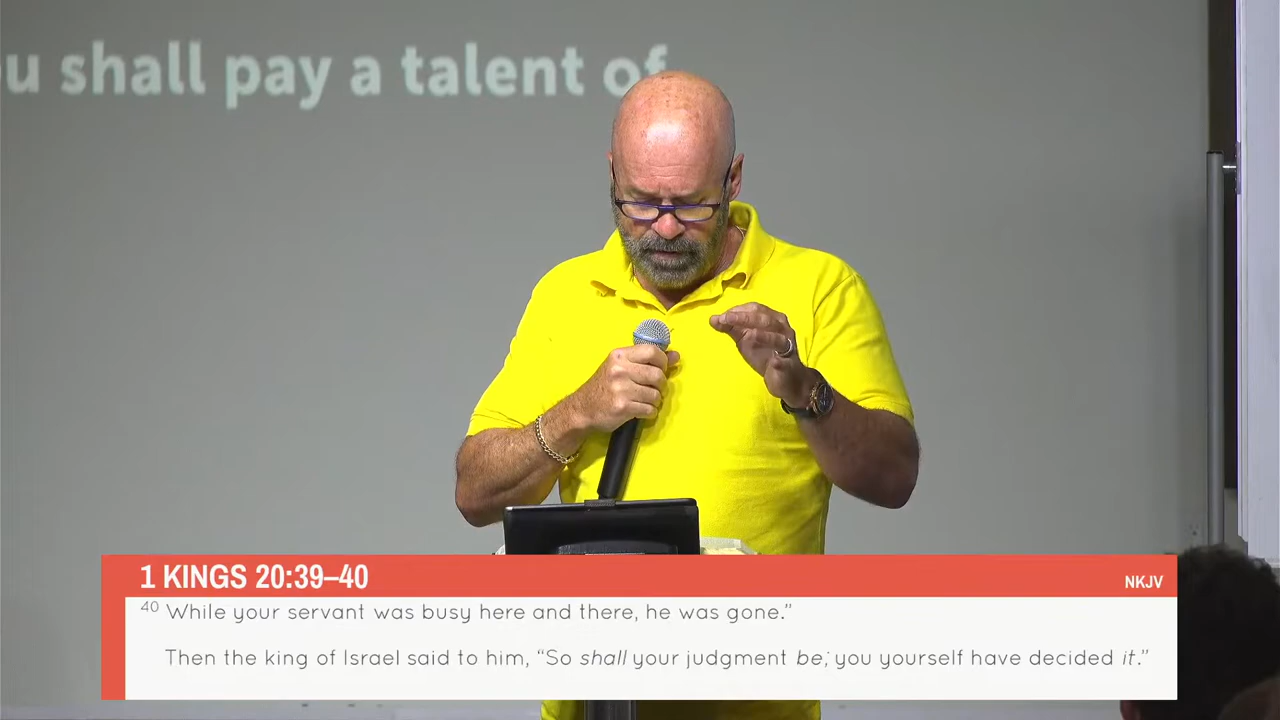 u shall pay a talent of
1 KINGS 20:39–40
NKJV
40 While your servant was busy here and there, he was gone.”
Then the king of Israel said to him, “So shall your judgment be; you yourself have decided it.”